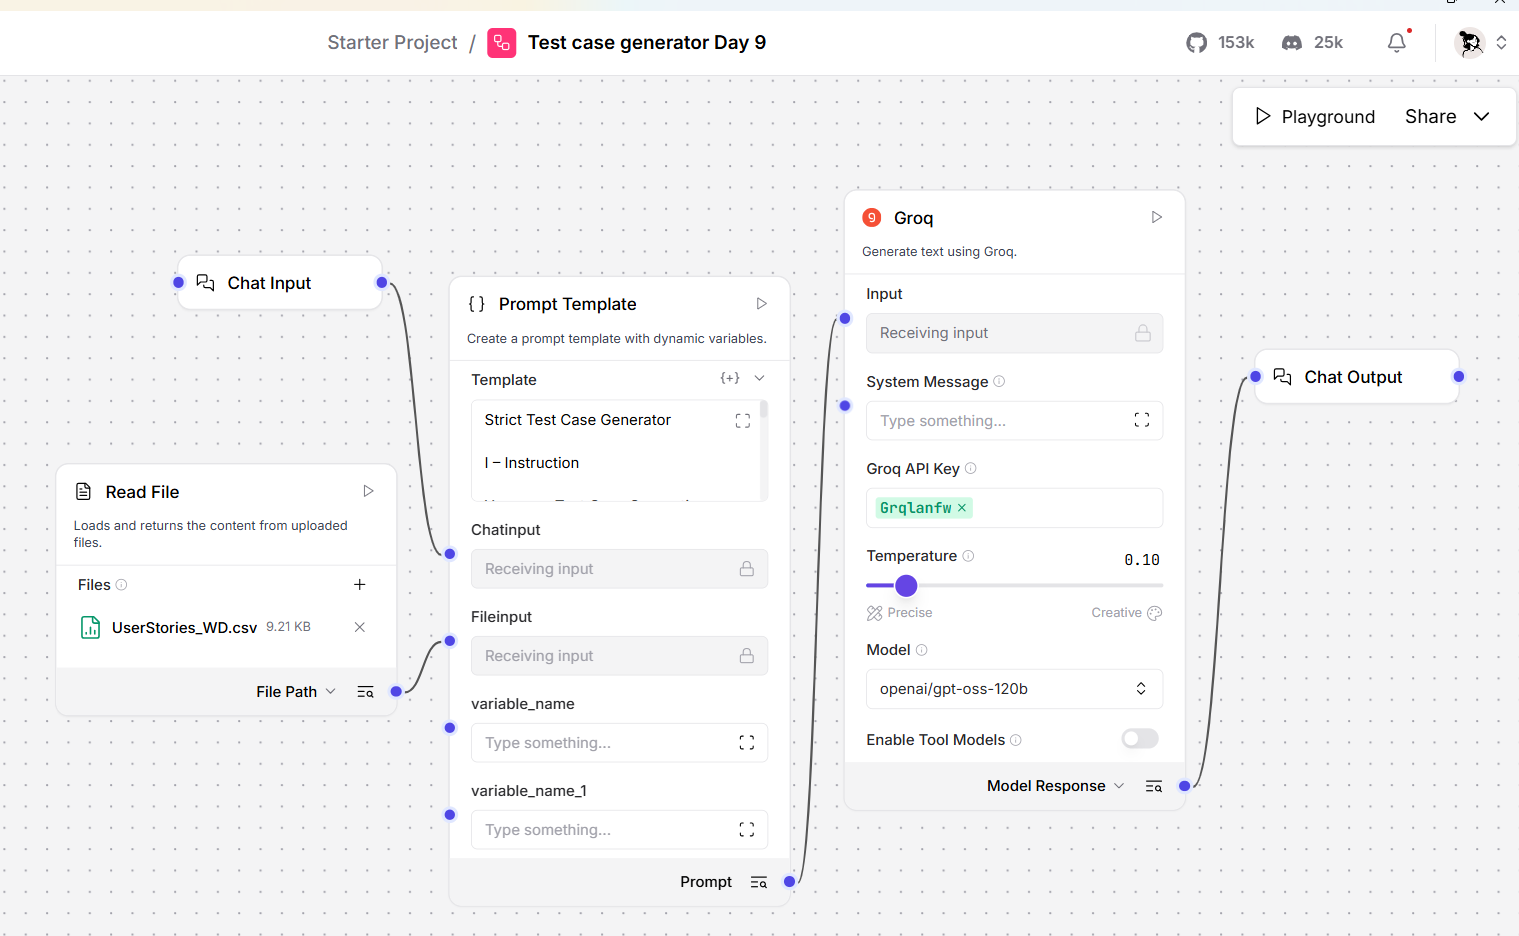 Starter Project / Test case generator Day 9
153k
25k
Playground
Share
Chat Input
Read File
Loads and returns the content from uploaded
files.
Files
UserStories_WD.csv 9.21 KB
File Path
Prompt Template
Create a prompt template with dynamic variables.
Template
{+}
Strict Test Case Generator
I – Instruction
Chatinput
Receiving input
Fileinput
Receiving input
variable_name
Type something...
variable_name_1
Type something...
Prompt
Groq
Generate text using Groq.
Input
Receiving input
System Message
Type something...
Groq API Key
Grqlanfw ×
Temperature
0.10
Precise
Creative
Model
openai/gpt-oss-120b
Enable Tool Models
Model Response
Chat Output